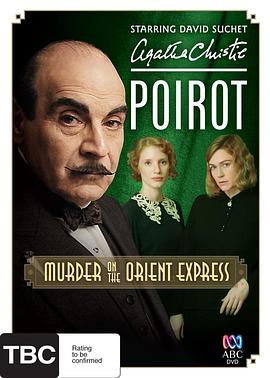 STARRING DAVID SUCHET
Agatha Christie
POIROT
MURDER ON THE ORIENT EXPRESS
TBC
Rating
to be
confirmed
ABC
DVD